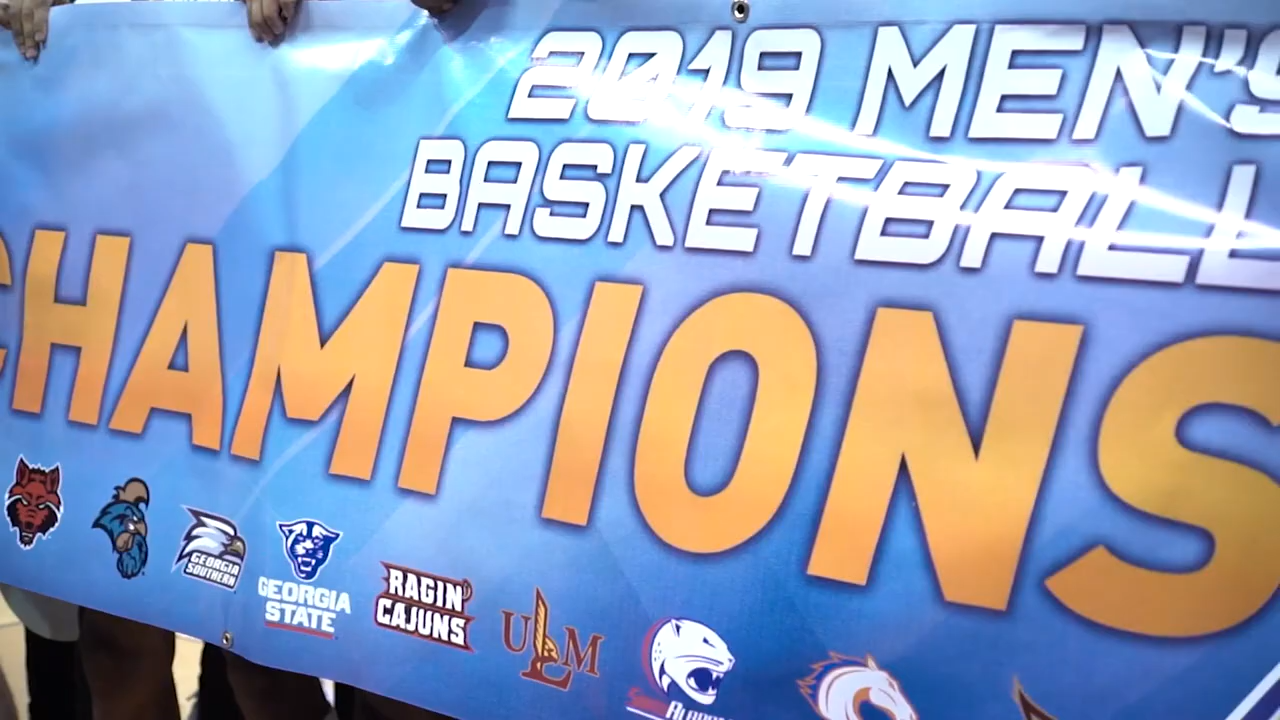 2019 MEN'S
BASKETBALL
CHAMPIONS
GEORGIA
SOUTHERN
GEORGIA
STATE
RAGIN'
CAJUNS
ULM